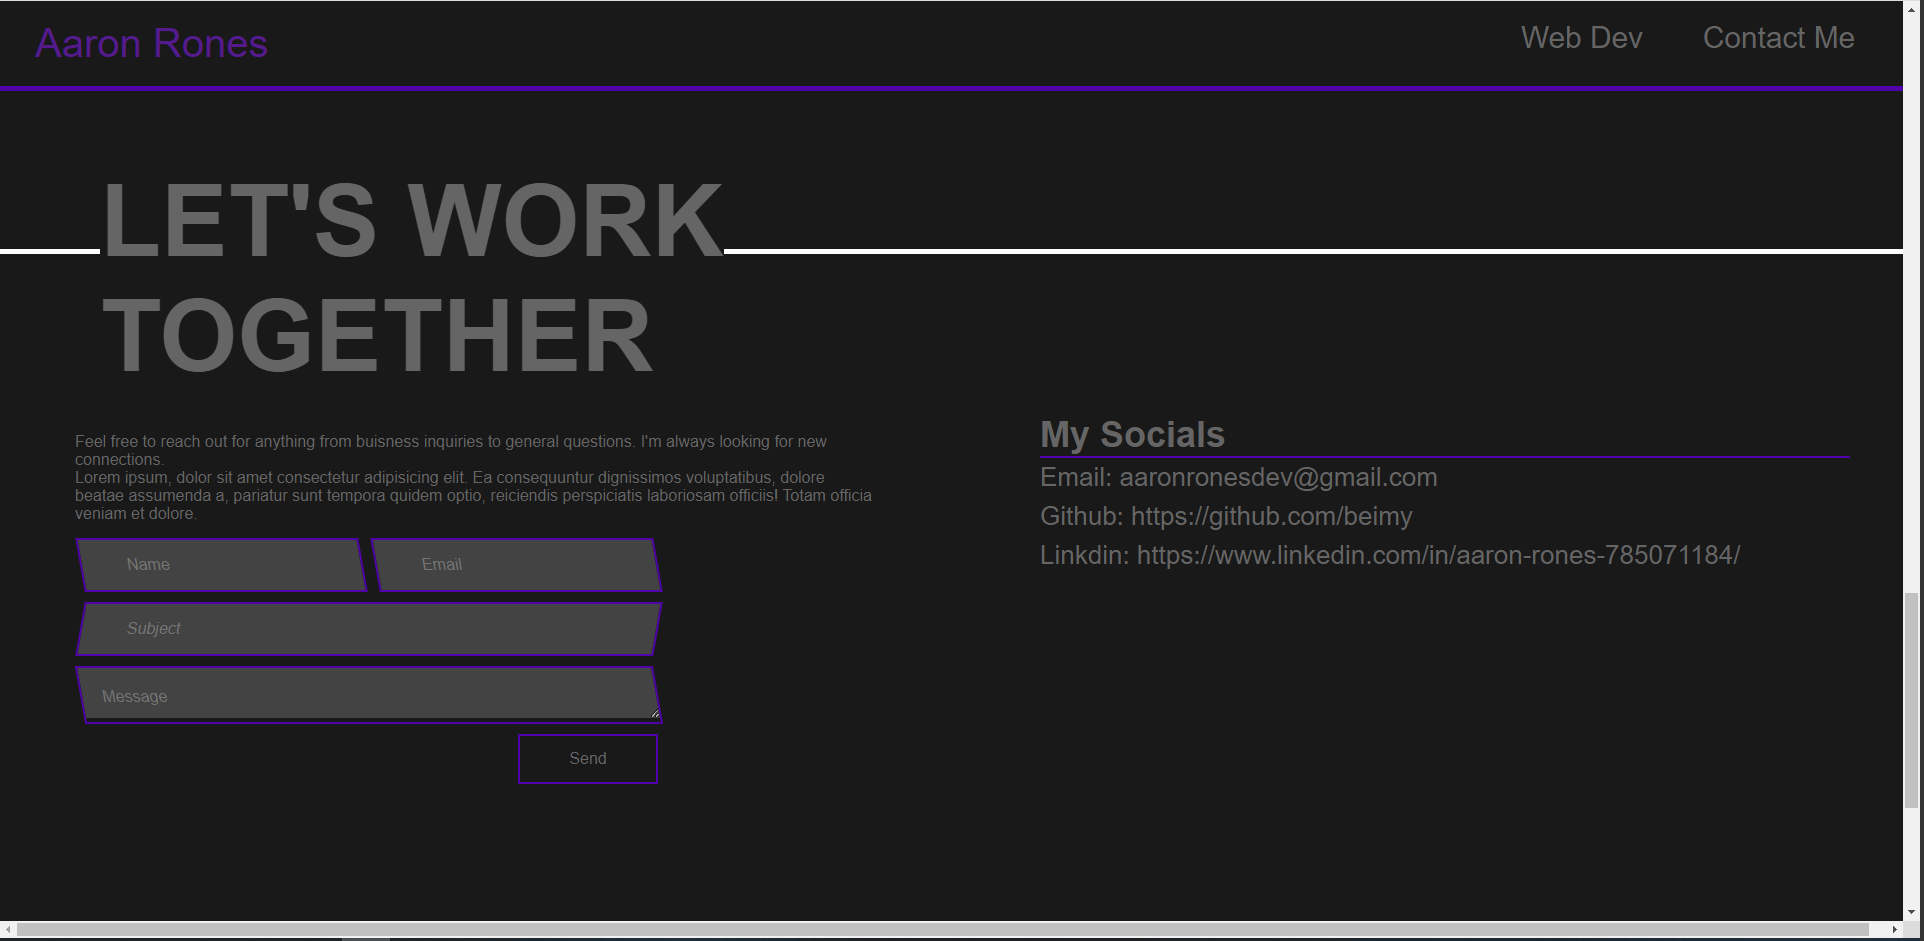 Aaron Rones
Web Dev
Contact Me
LET'S WORK
TOGETHER
Feel free to reach out for anything from buisness inquiries to general questions. I'm always looking for new
connections.
Lorem ipsum, dolor sit amet consectetur adipisicing elit. Ea consequuntur dignissimos voluptatibus, dolore
beatae assumenda a, pariatur sunt tempora quidem optio, reiciendis perspiciatis laboriosam officiis! Totam officia
veniam et dolore.
Name
Email
Subject
Message
Send
My Socials
Email: aaronronesdev@gmail.com
Github: https://github.com/beimy
Linkdin: https://www.linkedin.com/in/aaron-rones-785071184/